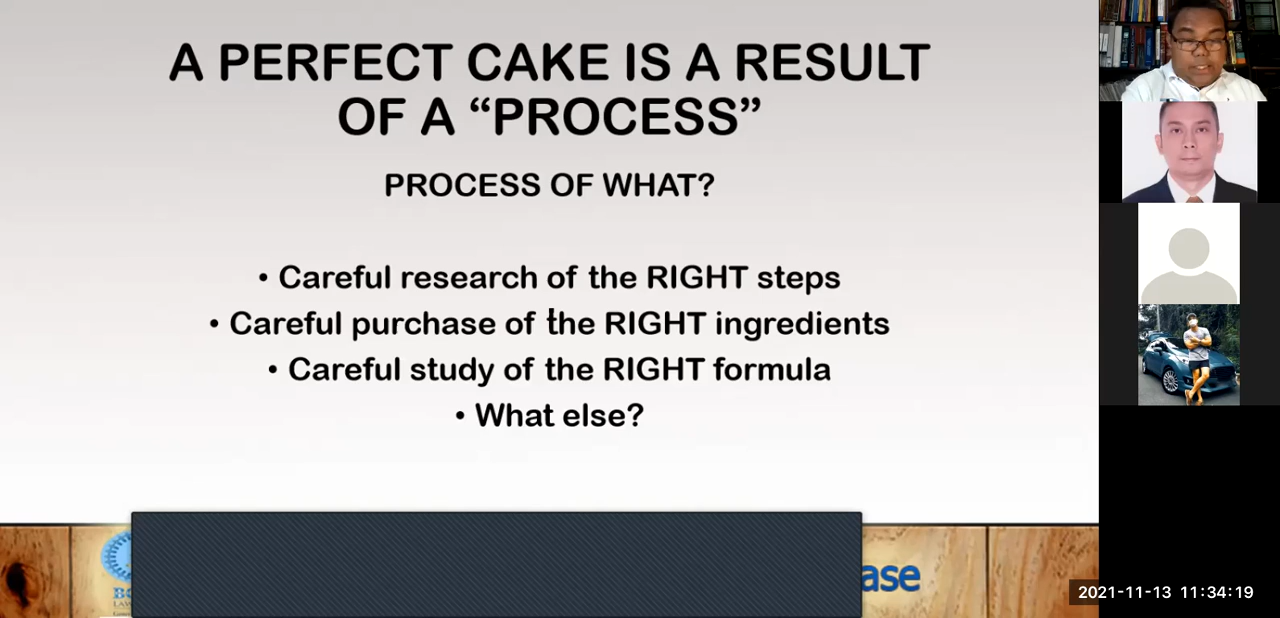 A PERFECT CAKE IS A RESULT
OF A “PROCESS”
PROCESS OF WHAT?
• Careful research of the RIGHT steps
• Careful purchase of the RIGHT ingredients
• Careful study of the RIGHT formula
• What else?
ase
2021-11-13 11:34:19